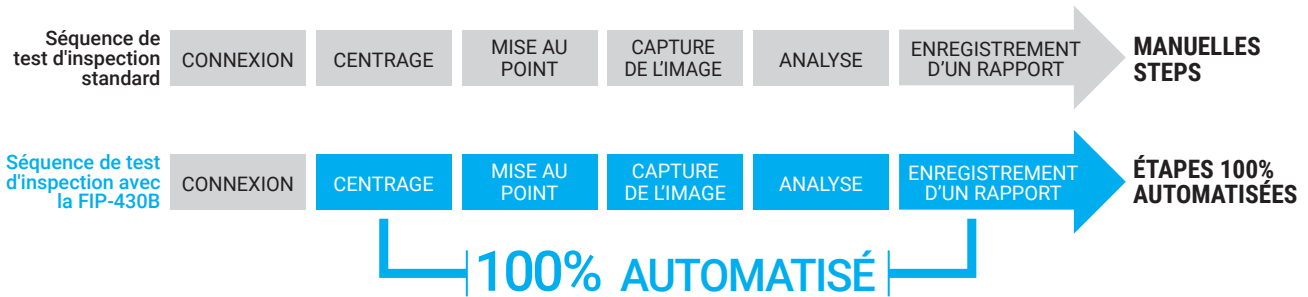 Séquence de
test d'inspection
standard
CONNEXION
CENTRAGE
MISE AU
POINT
CAPTURE
DE L'IMAGE
ANALYSE
ENREGISTREMENT
D'UN RAPPORT
MANUELLES
STEPS
Séquence de test
d'inspection avec
la FIP-430B
CONNEXION
CENTRAGE
MISE AU
POINT
CAPTURE
DE L'IMAGE
ANALYSE
ENREGISTREMENT
D'UN RAPPORT
ÉTAPES 100%
AUTOMATISÉES
100% AUTOMATISÉ